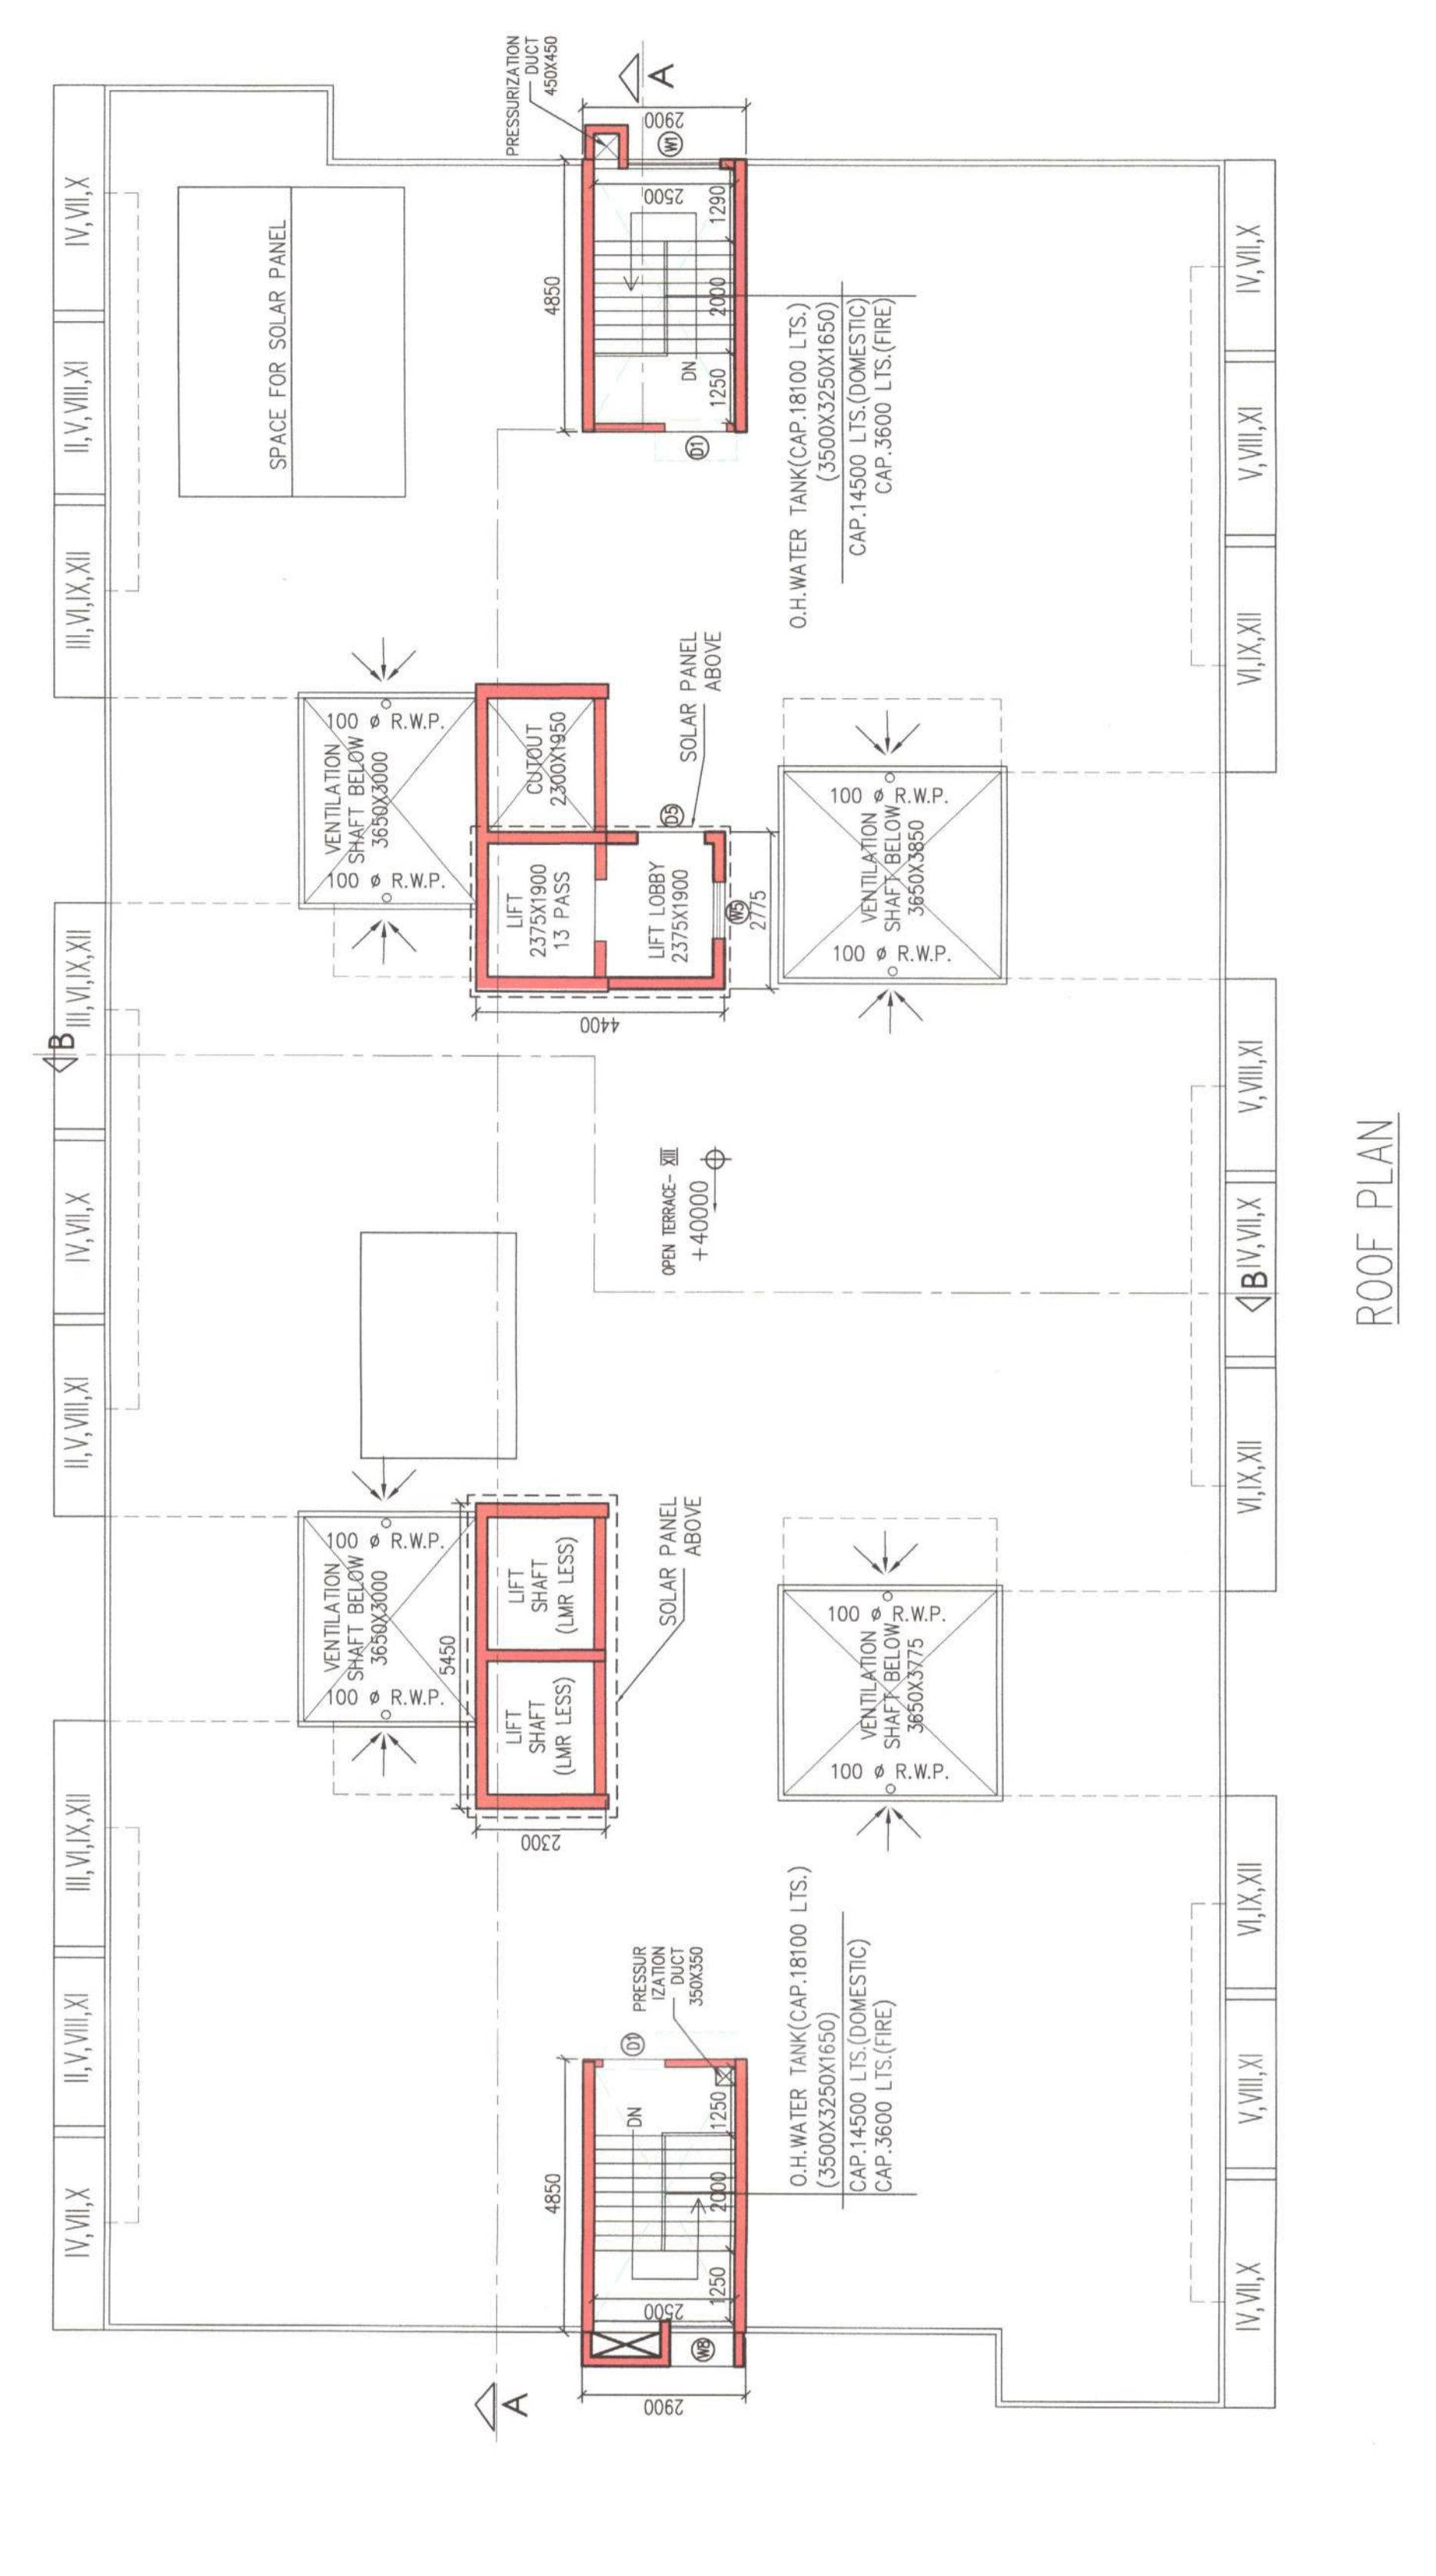 IV,VII,X
II,V,VIII,XI
III,VI,IX,XII
III,VI,IX,XII
IV,VII,X
II,V,VIII,XI
III,VI,IX,XII
II,V,VIII,XI
IV,VII,X
B
SPACE FOR SOLAR PANEL
PRESSURIZATION
DUCT
450X450
A
2900
W1
2500
1290
2000
1250
4850
DN
D1
O.H.WATER TANK(CAP.18100 LTS.)
(3500X3250X1650)
CAP.14500 LTS.(DOMESTIC)
CAP.3600 LTS.(FIRE)
100 ø R.W.P.
VENTILATION
SHAFT BELOW
3650X3000
100 ø R.W.P.
CUTOUT
2300X1950
LIFT
2375X1900
13 PASS
LIFT LOBBY
2375X1900
D5
W5
2775
4400
SOLAR PANEL
ABOVE
100 ø R.W.P.
VENTILATION
SHAFT BELOW
3650X3850
100 ø R.W.P.
OPEN TERRACE- XIII
+40000
100 ø R.W.P.
VENTILATION
SHAFT BELOW
3650X3000
100 ø R.W.P.
5450
LIFT
SHAFT
(LMR LESS)
LIFT
SHAFT
(LMR LESS)
2300
SOLAR PANEL
ABOVE
100 ø R.W.P.
VENTILATION
SHAFT BELOW
3650X3775
100 ø R.W.P.
PRESSUR
IZATION
DUCT
350X350
D1
DN
4850
1250
2000
1250
2500
W8
2900
A
O.H.WATER TANK(CAP.18100 LTS.)
(3500X3250X1650)
CAP.14500 LTS.(DOMESTIC)
CAP.3600 LTS.(FIRE)
IV,VII,X
V,VIII,XI
VI,IX,XII
V,VIII,XI
IV,VII,X
B
VI,IX,XII
VI,IX,XII
V,VIII,XI
IV,VII,X
ROOF PLAN